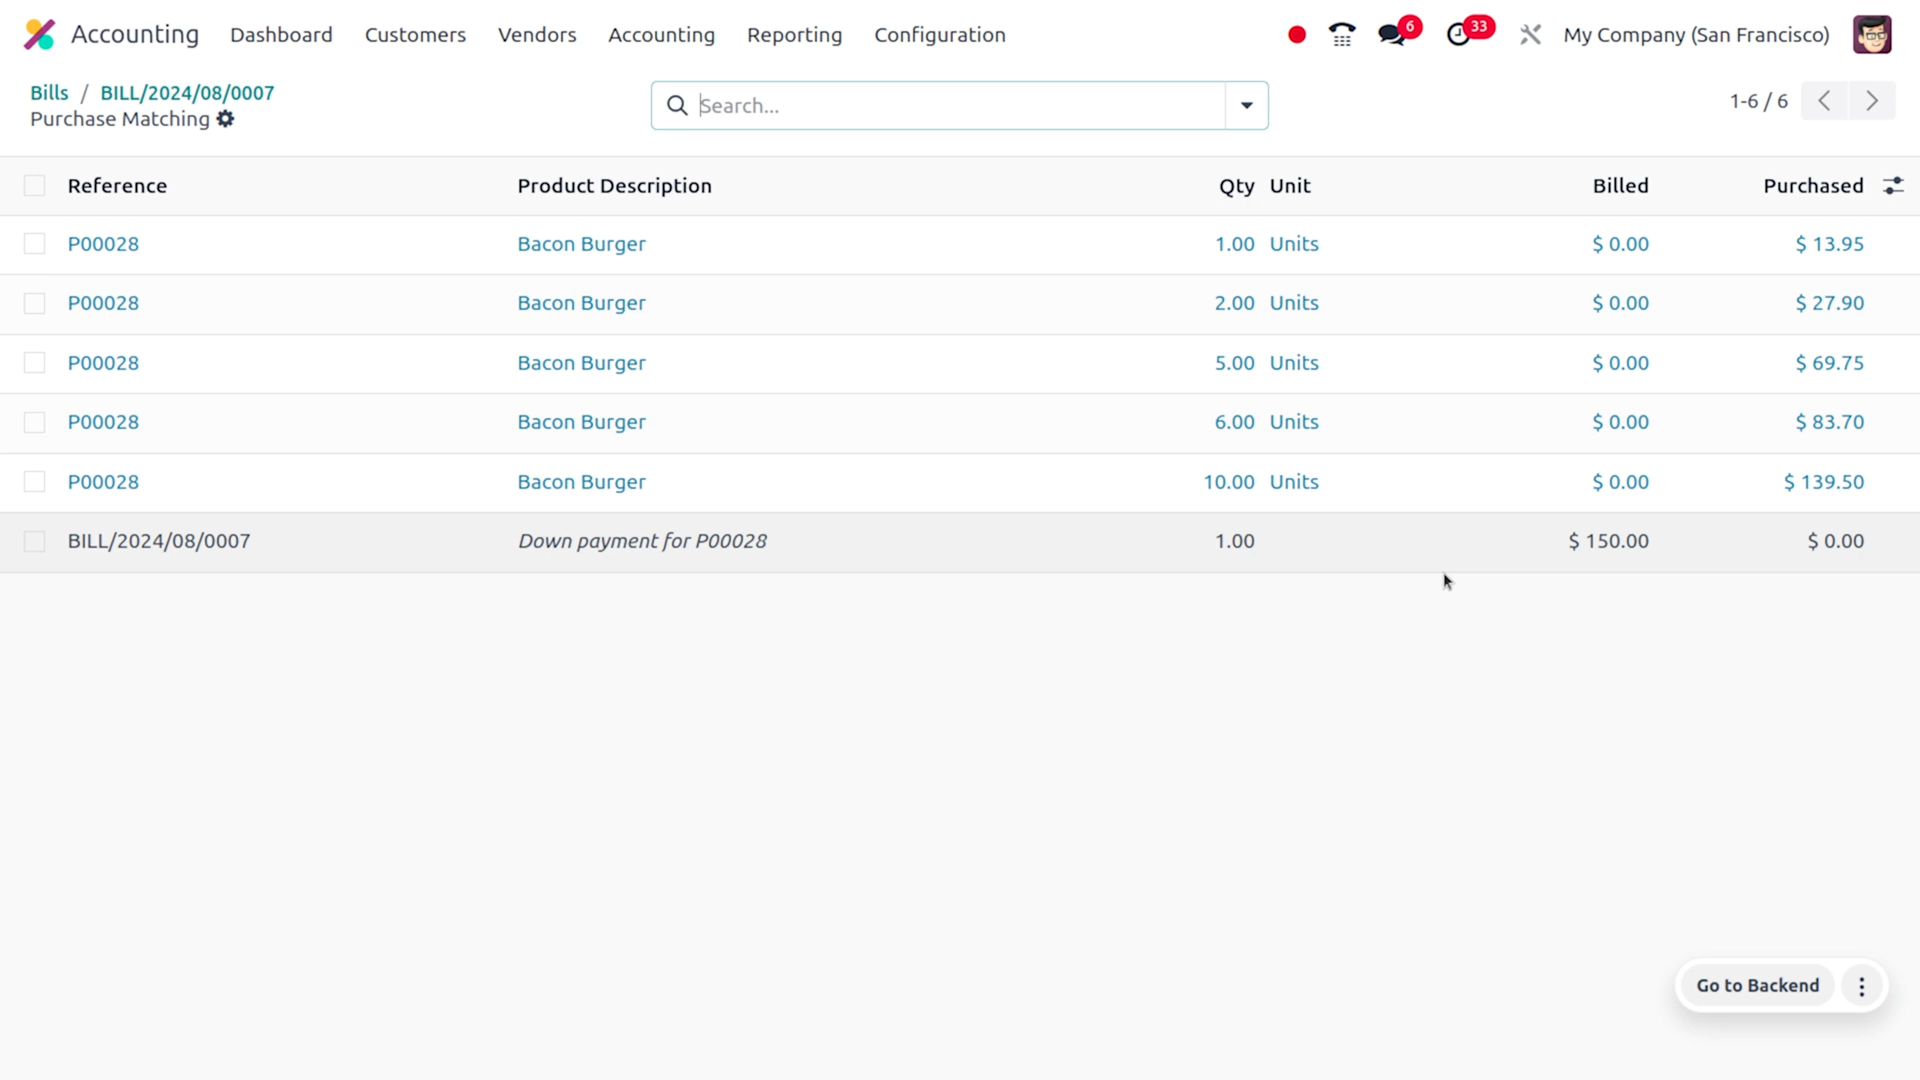 Accounting Dashboard Customers Vendors Accounting Reporting Configuration 6 33 My Company (San Francisco)
Bills / BILL/2024/08/0007
Purchase Matching
Search...
1-6 / 6
Reference Product Description Qty Unit Billed Purchased
P00028 Bacon Burger 1.00 Units $ 0.00 $ 13.95
P00028 Bacon Burger 2.00 Units $ 0.00 $ 27.90
P00028 Bacon Burger 5.00 Units $ 0.00 $ 69.75
P00028 Bacon Burger 6.00 Units $ 0.00 $ 83.70
P00028 Bacon Burger 10.00 Units $ 0.00 $ 139.50
BILL/2024/08/0007 Down payment for P00028 1.00 $ 150.00 $ 0.00
Go to Backend